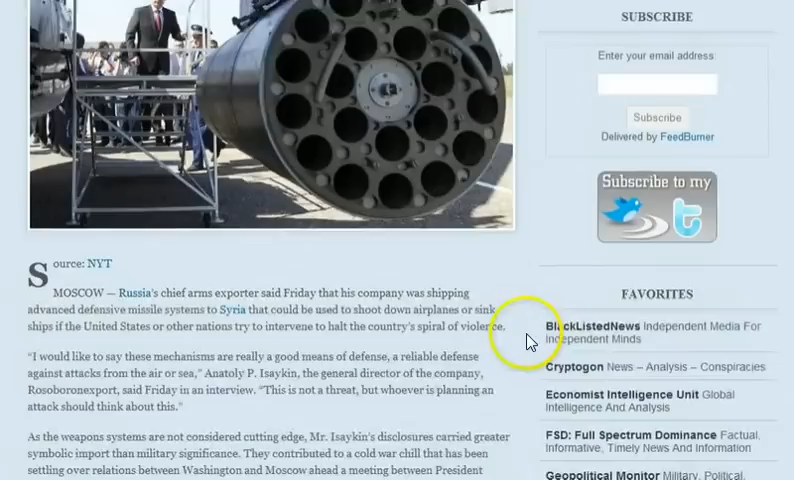 Source: NYT
MOSCOW — Russia's chief arms exporter said Friday that his company was shipping
advanced defensive missile systems to Syria that could be used to shoot down airplanes or sink
ships if the United States or other nations try to intervene to halt the country's spiral of violence.
“I would like to say these mechanisms are really a good means of defense, a reliable defense
against attacks from the air or sea,” Anatoly P. Isaykin, the general director of the company,
Rosoboronexport, said Friday in an interview. “This is not a threat, but whoever is planning an
attack should think about this.”
As the weapons systems are not considered cutting edge, Mr. Isaykin's disclosures carried greater
symbolic import than military significance. They contributed to a cold war chill that has been
settling over relations between Washington and Moscow ahead a meeting between President
SUBSCRIBE
Enter your email address:
Subscribe
Delivered by FeedBurner
Subscribe to my
t
FAVORITES
BlackListedNews Independent Media For
Independent Minds
Cryptogon News – Analysis – Conspiracies
Economist Intelligence Unit Global
Intelligence And Analysis
FSD: Full Spectrum Dominance Factual,
Informative, Timely News And Information
Geopolitical Monitor Military, Political,